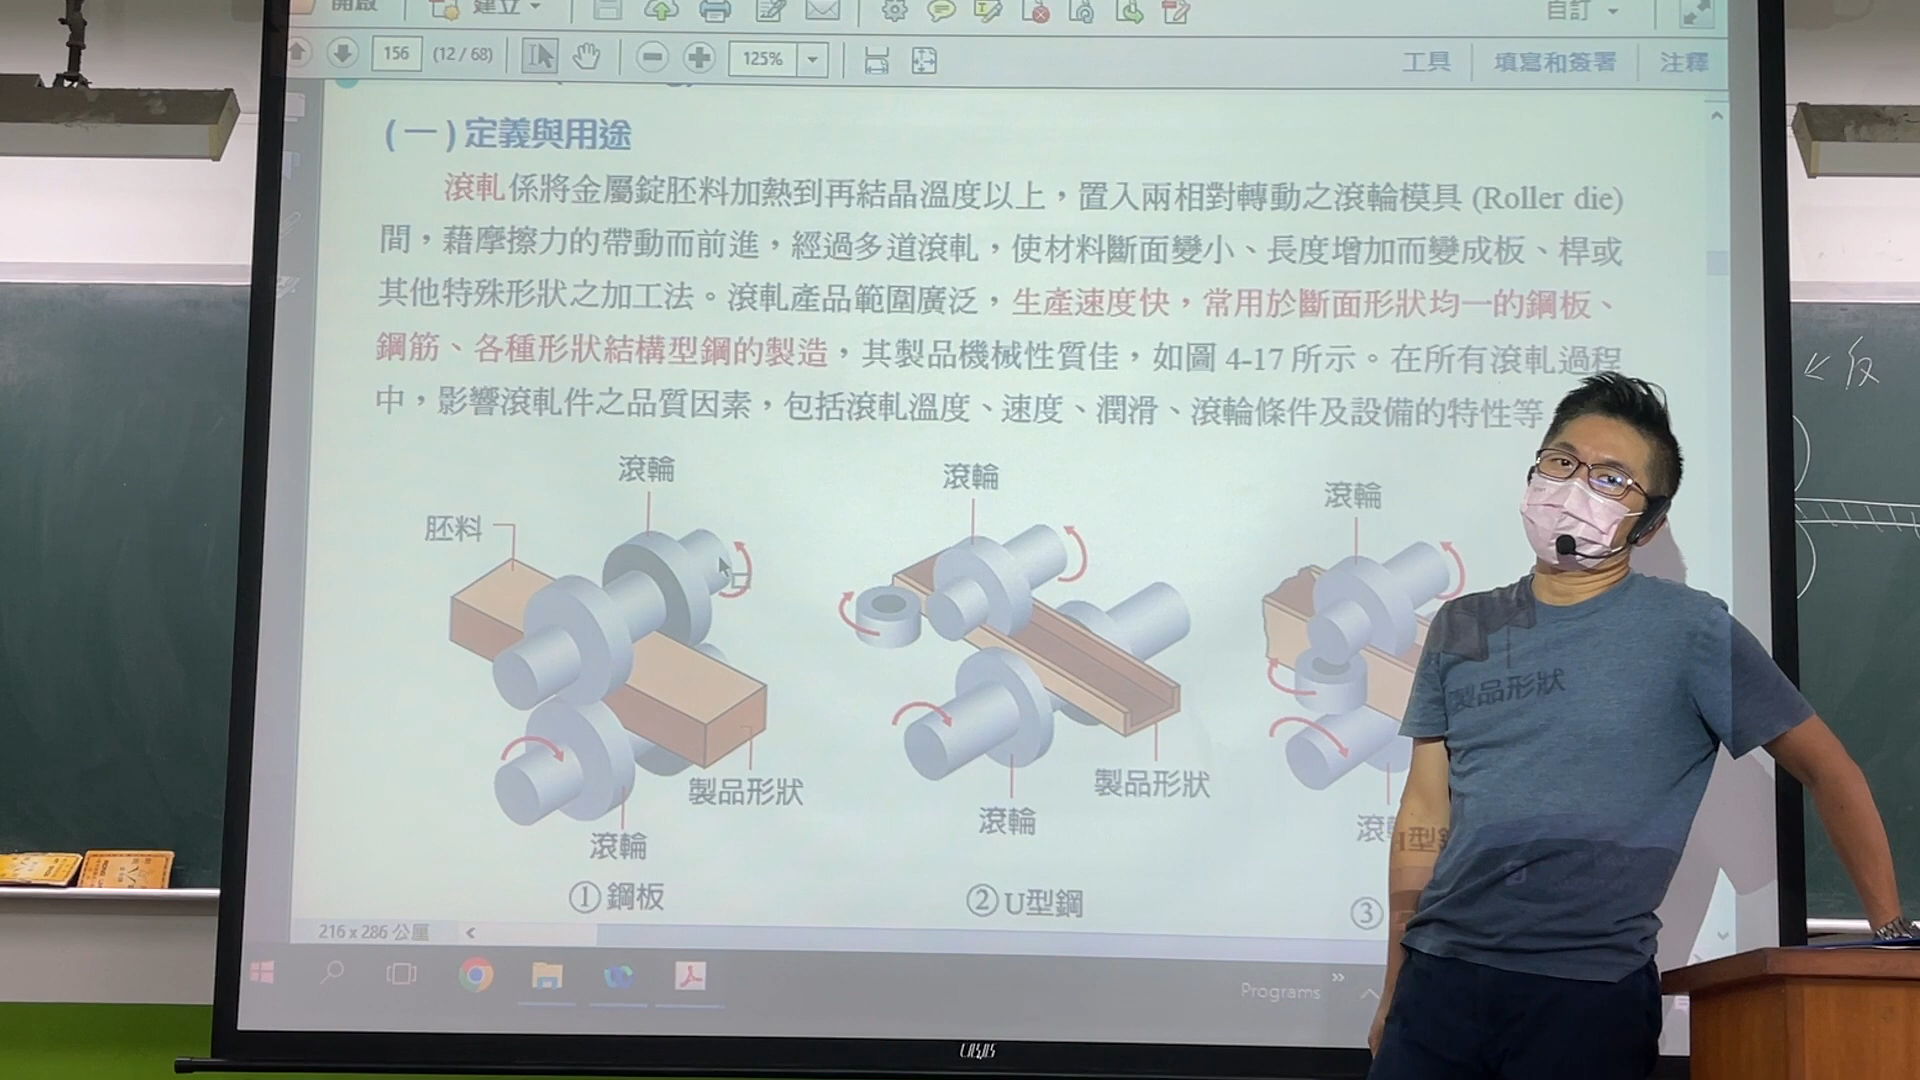 開啟 建立 自訂
156 (12 / 68) 125% 工具 填寫和簽署 注釋
(一)定義與用途
滾軋係將金屬錠胚料加熱到再結晶溫度以上，置入兩相對轉動之滾輪模具 (Roller die)
間，藉摩擦力的帶動而前進，經過多道滾軋，使材料斷面變小、長度增加而變成板、桿或
其他特殊形狀之加工法。滾軋產品範圍廣泛，生產速度快，常用於斷面形狀均一的鋼板、
鋼筋、各種形狀結構型鋼的製造，其製品機械性質佳，如圖 4-17 所示。在所有滾軋過程
中，影響滾軋件之品質因素，包括滾軋溫度、速度、潤滑、滾輪條件及設備的特性等
滾輪
胚料
製品形狀
滾輪
①鋼板
滾輪
製品形狀
滾輪
②U型鋼
滾輪
製品形狀
③
216 x 286 公厘
Programs